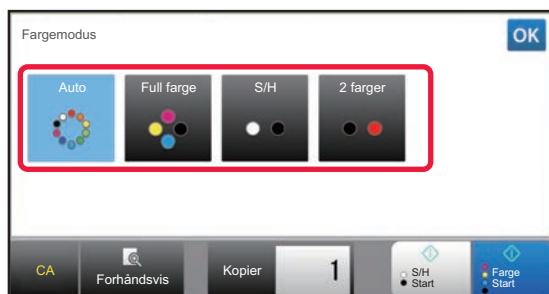 Fargemodus
OK
Auto
Full farge
S/H
2 farger
CA
Forhåndsvis
Kopier
1
S/H
Start
Farge
Start